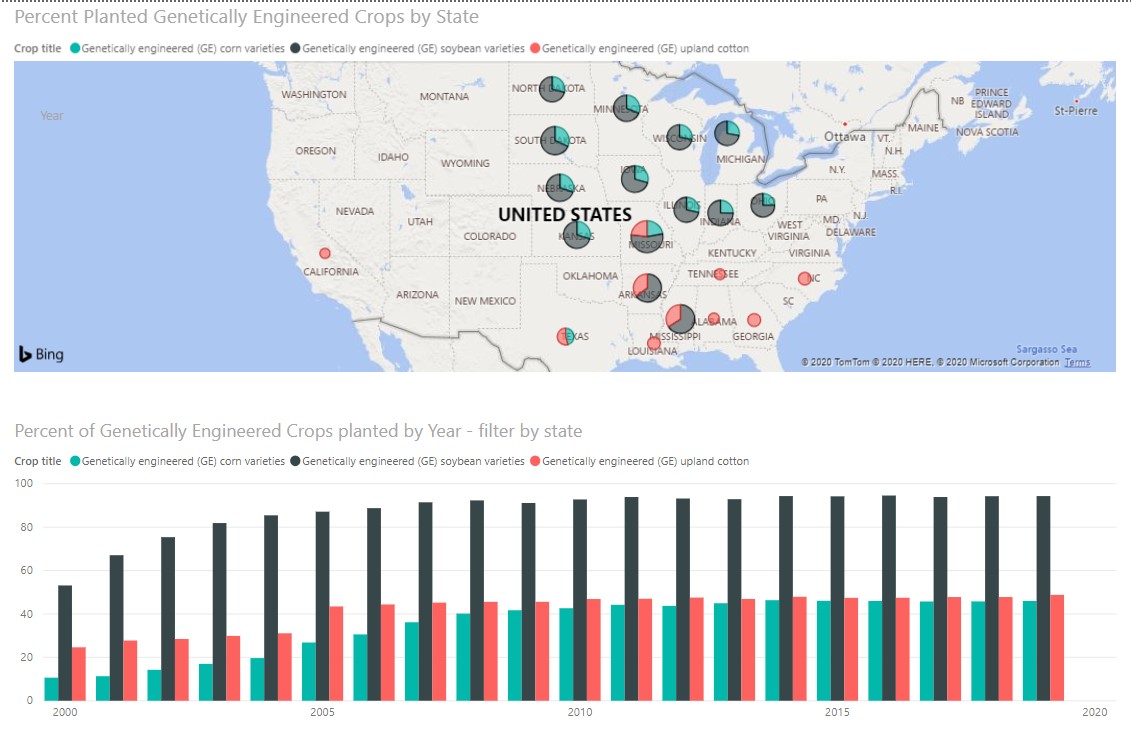 Percent Planted Genetically Engineered Crops by State
Crop title Genetically engineered (GE) corn varieties Genetically engineered (GE) soybean varieties Genetically engineered (GE) upland cotton
Year
WASHINGTON
MONTANA
NORTH DAKOTA
MINNESOTA
NB
PRINCE
EDWARD
ISLAND
St-Pierre
MAINE
NOVA SCOTIA
Ottawa
VT.
N.H.
OREGON
IDAHO
WYOMING
SOUTH DAKOTA
WISCONSIN
MICHIGAN
N.Y.
MASS.
R.I.
IOWA
NEBRASKA
NEVADA
UTAH
COLORADO
UNITED STATES
KANSAS
ILLINOIS
INDIANA
OHIO
PA
N.J.
MD
DELAWARE
WEST
VIRGINIA
VIRGINIA
MISSOURI
KENTUCKY
CALIFORNIA
ARIZONA
NEW MEXICO
OKLAHOMA
ARKANSAS
TENNESSEE
NC
SC
TEXAS
LOUISIANA
MISSISSIPPI
ALABAMA
GEORGIA
Sargasso Sea
Bing
© 2020 TomTom © 2020 HERE, © 2020 Microsoft Corporation Terms
Percent of Genetically Engineered Crops planted by Year - filter by state
Crop title Genetically engineered (GE) corn varieties Genetically engineered (GE) soybean varieties Genetically engineered (GE) upland cotton
100
80
60
40
20
0
2000 2005 2010 2015 2020